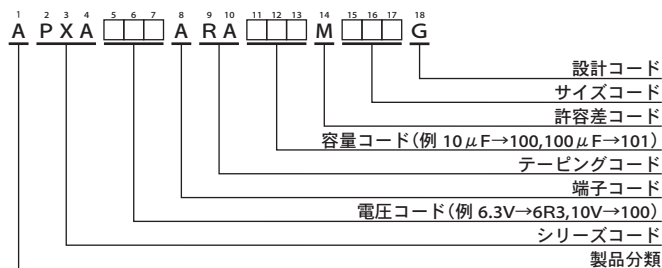 1 2 3 4 5 6 7 8 9 10 11 12 13 14 15 16 17 18
A P X A □□□ A R A □□□ M □□□ G
設計コード
サイズコード
許容差コード
容量コード(例 10μF→100,100μF→101)
テーピングコード
端子コード
電圧コード(例 6.3V→6R3,10V→100)
シリーズコード
製品分類